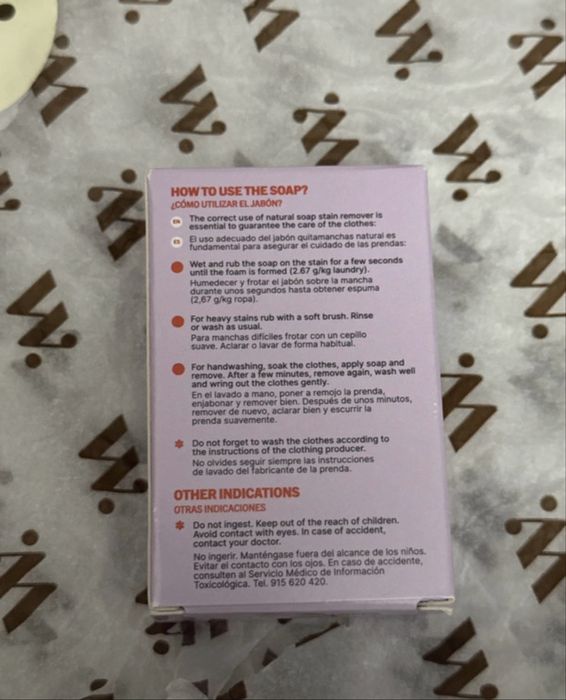 HOW TO USE THE SOAP?
¿CÓMO UTILIZAR EL JABÓN?
EN The correct use of natural soap stain remover is
essential to guarantee the care of the clothes:
ES El uso adecuado del jabón quitamanchas natural es
fundamental para asegurar el cuidado de las prendas:
Wet and rub the soap on the stain for a few seconds
until the foam is formed (2.67 g/kg laundry).
Humedecer y frotar el jabón sobre la mancha
durante unos segundos hasta obtener espuma
(2,67 g/kg ropa).
For heavy stains rub with a soft brush. Rinse
or wash as usual.
Para manchas difíciles frotar con un cepillo
suave. Aclarar o lavar de forma habitual.
For handwashing, soak the clothes, apply soap and
remove. After a few minutes, remove again, wash well
and wring out the clothes gently.
En el lavado a mano, poner a remojo la prenda,
enjabonar y remover bien. Después de unos minutos,
remover de nuevo, aclarar bien y escurrir la
prenda suavemente.
* Do not forget to wash the clothes according to
the instructions of the clothing producer.
No olvides seguir siempre las instrucciones
de lavado del fabricante de la prenda.
OTHER INDICATIONS
OTRAS INDICACIONES
* Do not ingest. Keep out of the reach of children.
Avoid contact with eyes. In case of accident,
contact your doctor.
No ingerir. Manténgase fuera del alcance de los niños.
Evitar el contacto con los ojos. En caso de accidente,
consulten al Servicio Médico de Información
Toxicológica. Tel. 915 620 420.